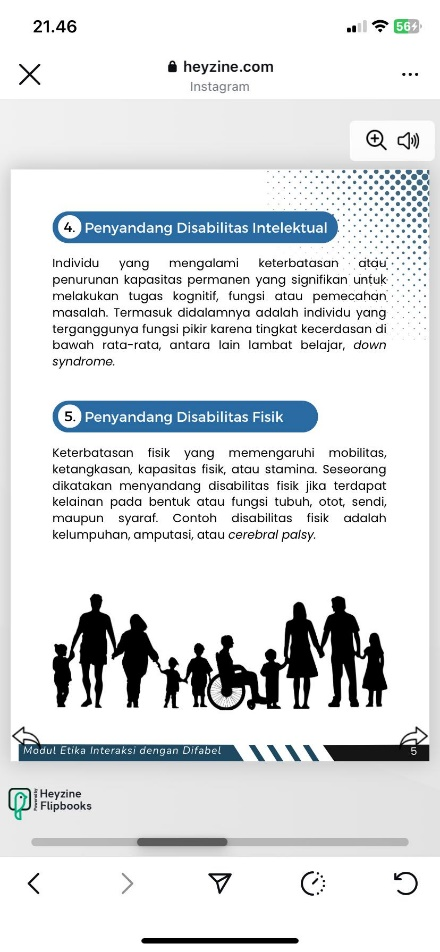 21.46
56
heyzine.com
Instagram
4. Penyandang Disabilitas Intelektual
Individu yang mengalami keterbatasan atau
penurunan kapasitas permanen yang signifikan untuk
melakukan tugas kognitif, fungsi atau pemecahan
masalah. Termasuk didalamnya adalah individu yang
terganggunya fungsi pikir karena tingkat kecerdasan di
bawah rata-rata, antara lain lambat belajar, down
syndrome.
5. Penyandang Disabilitas Fisik
Keterbatasan fisik yang memengaruhi mobilitas,
ketangkasan, kapasitas fisik, atau stamina. Seseorang
dikatakan menyandang disabilitas fisik jika terdapat
kelainan pada bentuk atau fungsi tubuh, otot, sendi,
maupun syaraf. Contoh disabilitas fisik adalah
kelumpuhan, amputasi, atau cerebral palsy.
Modul Etika Interaksi dengan Difabel
5
Heyzine
Flipbooks